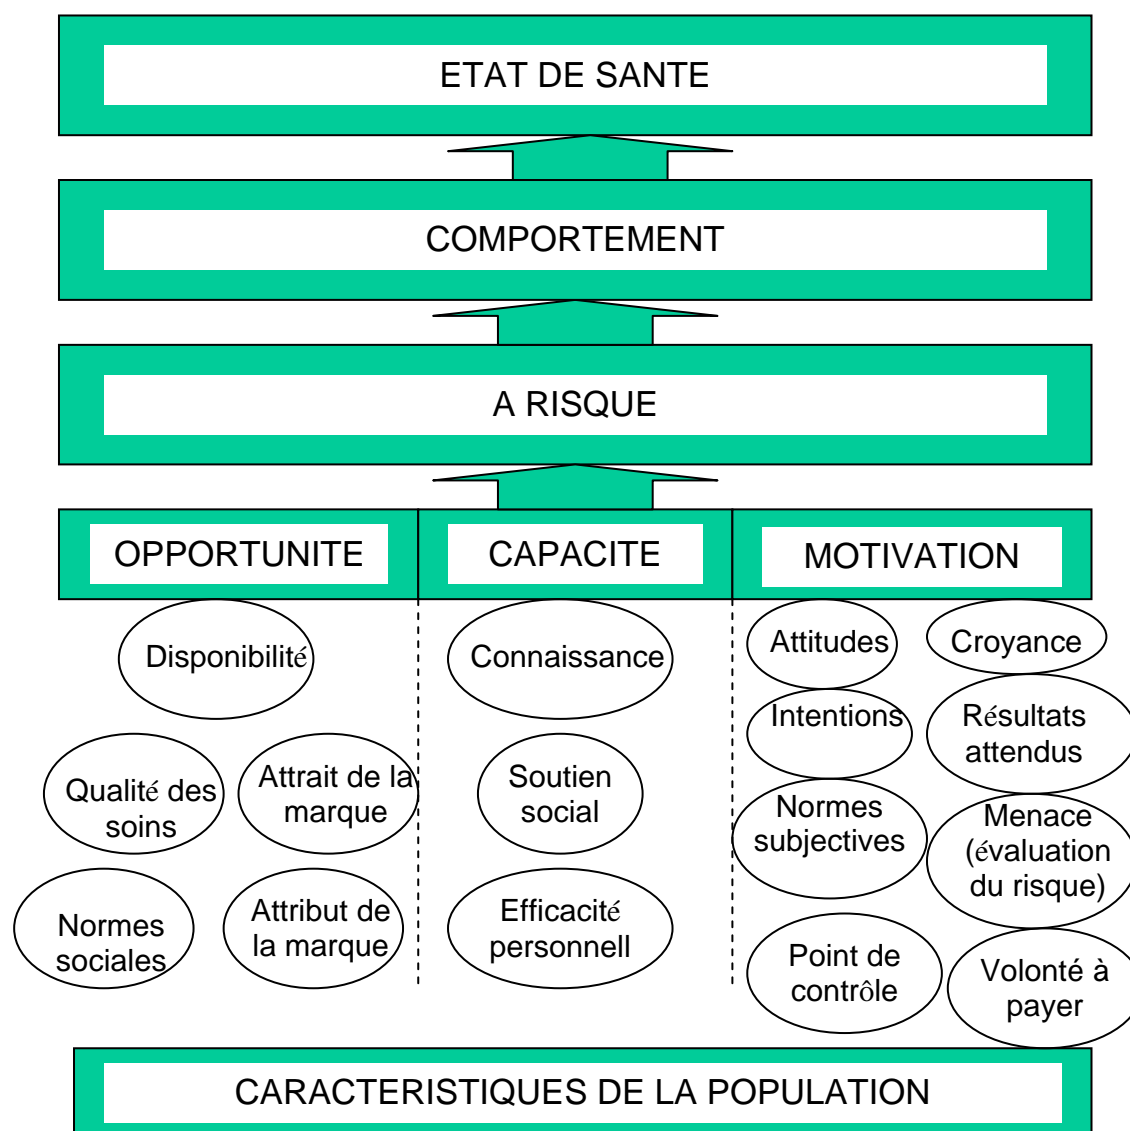 ETAT DE SANTE
COMPORTEMENT
A RISQUE
OPPORTUNITE
CAPACITE
MOTIVATION
Disponibilité
Qualité des
soins
Attrait de la
marque
Normes
sociales
Attribut de
la marque
Connaissance
Soutien
social
Efficacité
personnell
Attitudes
Croyance
Intentions
Résultats
attendus
Normes
subjectives
Menace
(évaluation
du risque)
Point de
contrôle
Volonté à
payer
CARACTERISTIQUES DE LA POPULATION